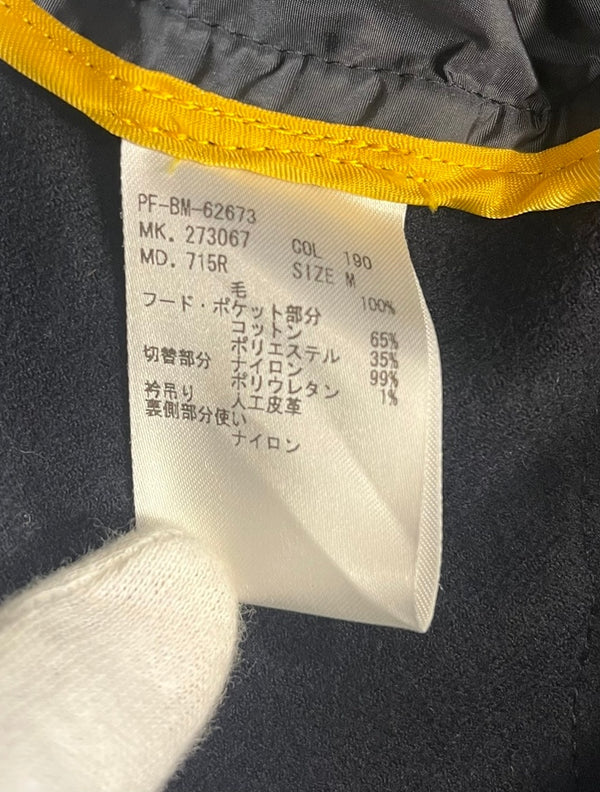 PF-BM-62673
MK. 273067 COL 190
MD. 715R SIZE M
毛 100%
フード・ポケット部分
コットン 65%
ポリエステル 35%
切替部分 ナイロン 99%
ポリウレタン 1%
衿吊り 人工皮革
裏側部分使い
ナイロン